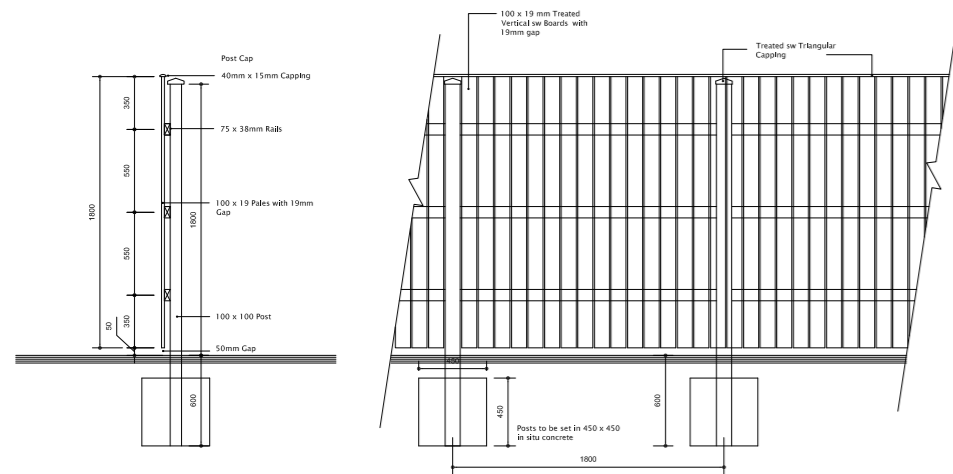 Post Cap
40mm x 15mm Capping
75 x 38mm Rails
100 x 19 Pales with 19mm
Gap
100 x 100 Post
50mm Gap
1800
350
550
550
350
50
1800
600
100 x 19 mm Treated
Vertical sw Boards with
19mm gap
Treated sw Triangular
Capping
450
450
Posts to be set in 450 x 450
in situ concrete
600
1800